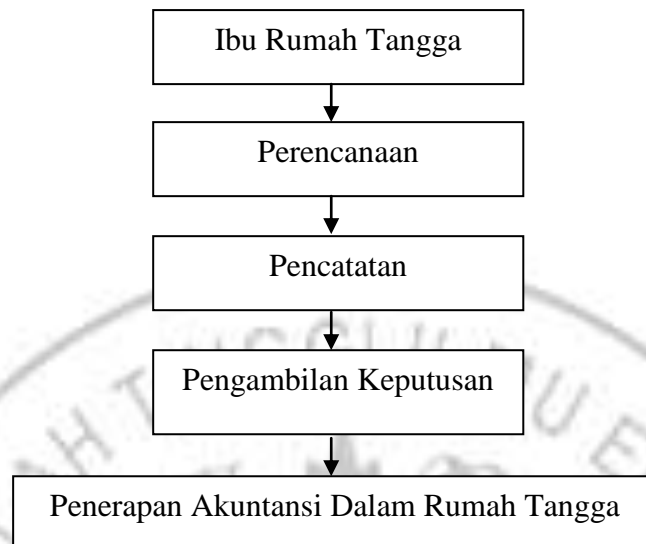 Ibu Rumah Tangga
Perencanaan
Pencatatan
Pengambilan Keputusan
Penerapan Akuntansi Dalam Rumah Tangga